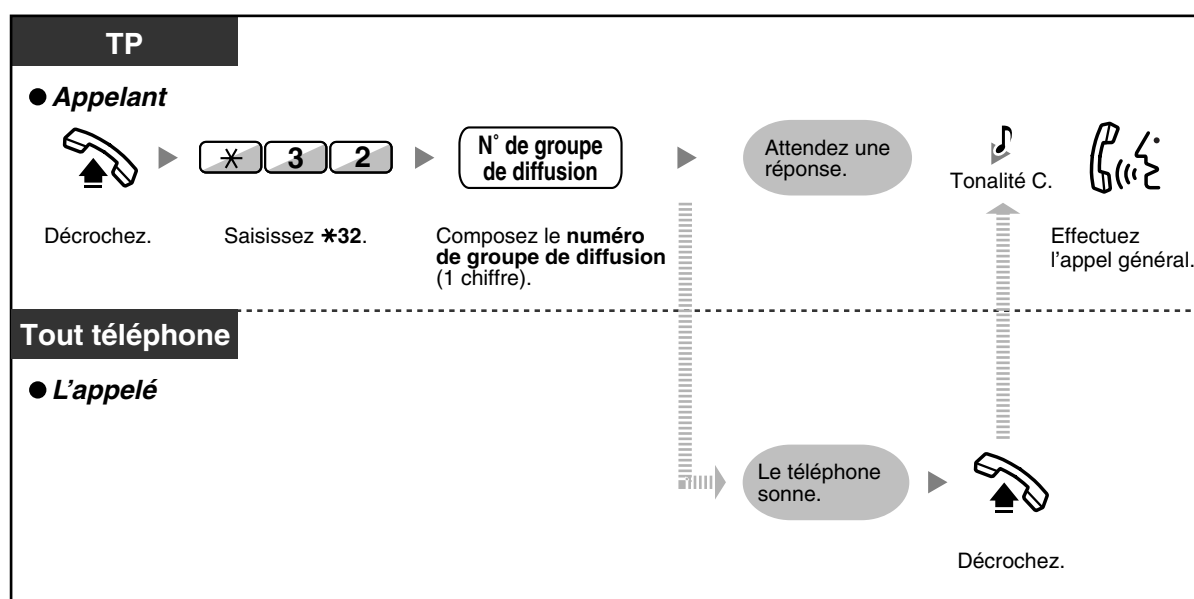 TP
● Appelant
✳ 3 2
N° de groupe
de diffusion
Attendez une
réponse.
Tonalité C.
Décrochez.
Saisissez ✳32.
Composez le numéro
de groupe de diffusion
(1 chiffre).
Effectuez
l'appel général.
Tout téléphone
● L'appelé
Le téléphone
sonne.
Décrochez.